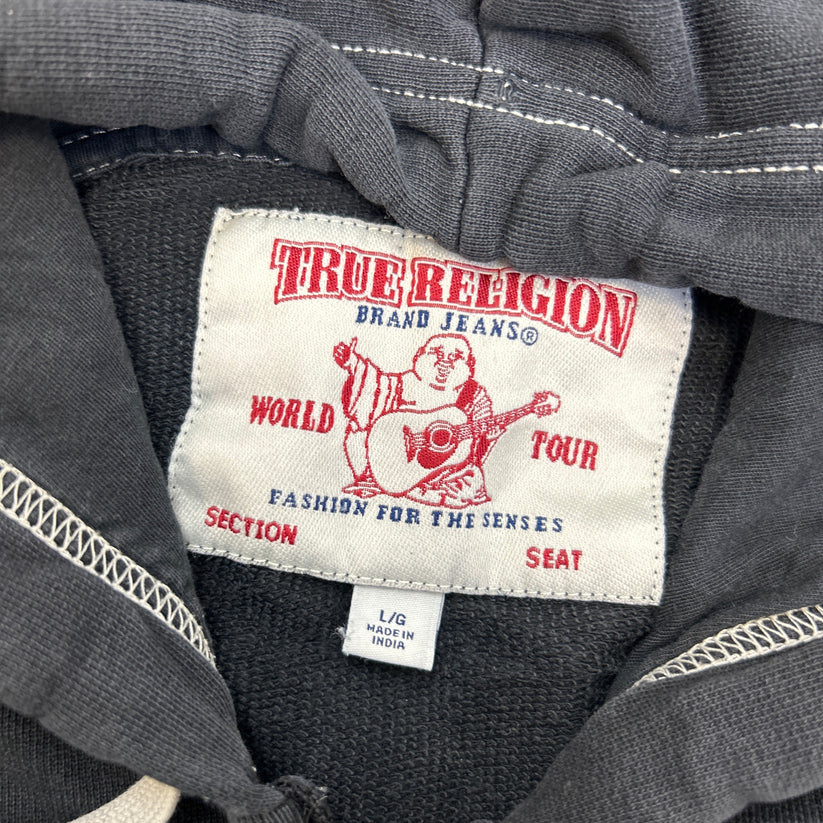 TRUE RELIGION
BRAND JEANS®
WORLD TOUR
FASHION FOR THE SENSES
SECTION SEAT
L/G
MADE IN
INDIA